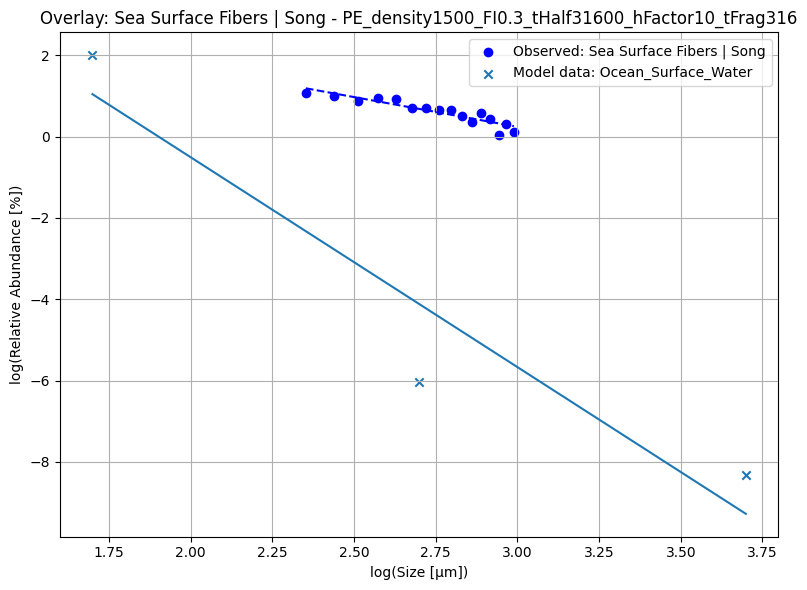 Overlay: Sea Surface Fibers | Song - PE_density1500_FI0.3_tHalf31600_hFactor10_tFrag316
Observed: Sea Surface Fibers | Song
Model data: Ocean_Surface_Water
log(Relative Abundance [%])
2
0
−2
−4
−6
−8
1.75 2.00 2.25 2.50 2.75 3.00 3.25 3.50 3.75
log(Size [µm])